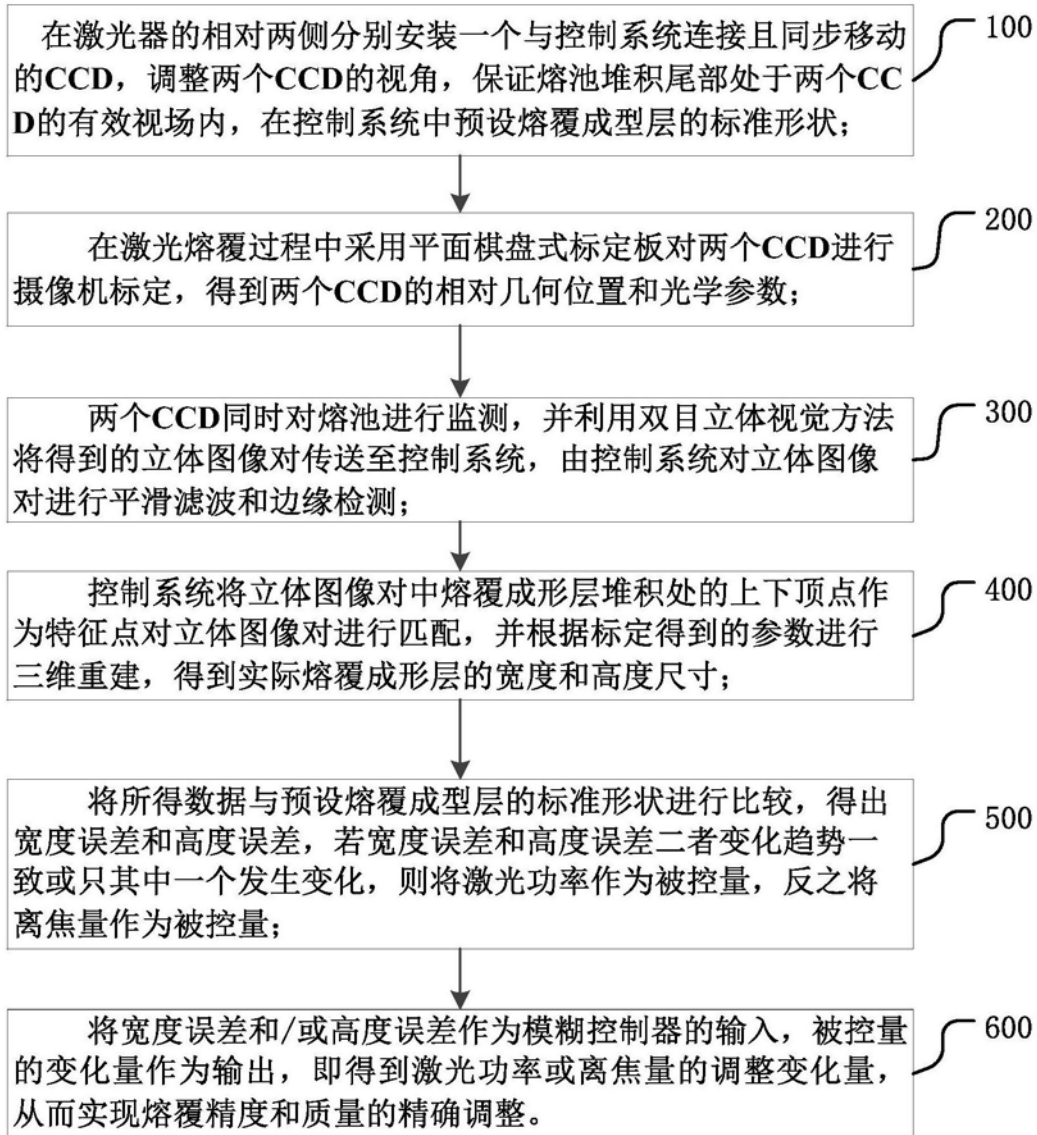 在激光器的相对两侧分别安装一个与控制系统连接且同步移动
的CCD，调整两个CCD的视角，保证熔池堆积尾部处于两个CC
D的有效视场内，在控制系统中预设熔覆成型层的标准形状；
100
在激光熔覆过程中采用平面棋盘式标定板对两个CCD进行
摄像机标定，得到两个CCD的相对几何位置和光学参数；
200
两个CCD同时对熔池进行监测，并利用双目立体视觉方法
将得到的立体图像对传送至控制系统，由控制系统对立体图像
对进行平滑滤波和边缘检测；
300
控制系统将立体图像对中熔覆成形层堆积处的上下顶点作
为特征点对立体图像对进行匹配，并根据标定得到的参数进行
三维重建，得到实际熔覆成形层的宽度和高度尺寸；
400
将所得数据与预设熔覆成型层的标准形状进行比较，得出
宽度误差和高度误差，若宽度误差和高度误差二者变化趋势一
致或只其中一个发生变化，则将激光功率作为被控量，反之将
离焦量作为被控量；
500
将宽度误差和/或高度误差作为模糊控制器的输入，被控量
的变化量作为输出，即得到激光功率或离焦量的调整变化量，
从而实现熔覆精度和质量的精确调整。
600